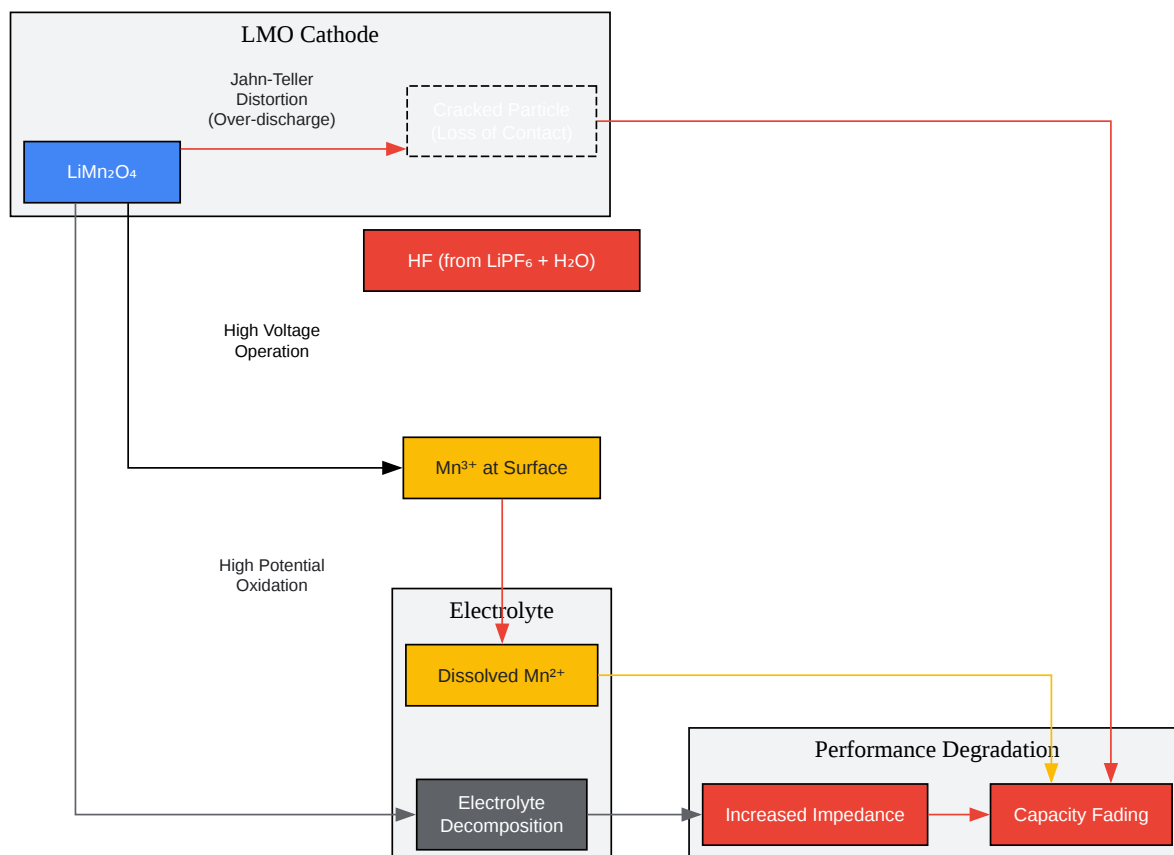 LMO Cathode
Jahn-Teller
Distortion
(Over-discharge)
Cracked Particle
(Loss of Contact)
LiMn₂O₄
HF (from LiPF₆ + H₂O)
High Voltage
Operation
Mn³⁺ at Surface
High Potential
Oxidation
Electrolyte
Dissolved Mn²⁺
Performance Degradation
Electrolyte
Decomposition
Increased Impedance
Capacity Fading